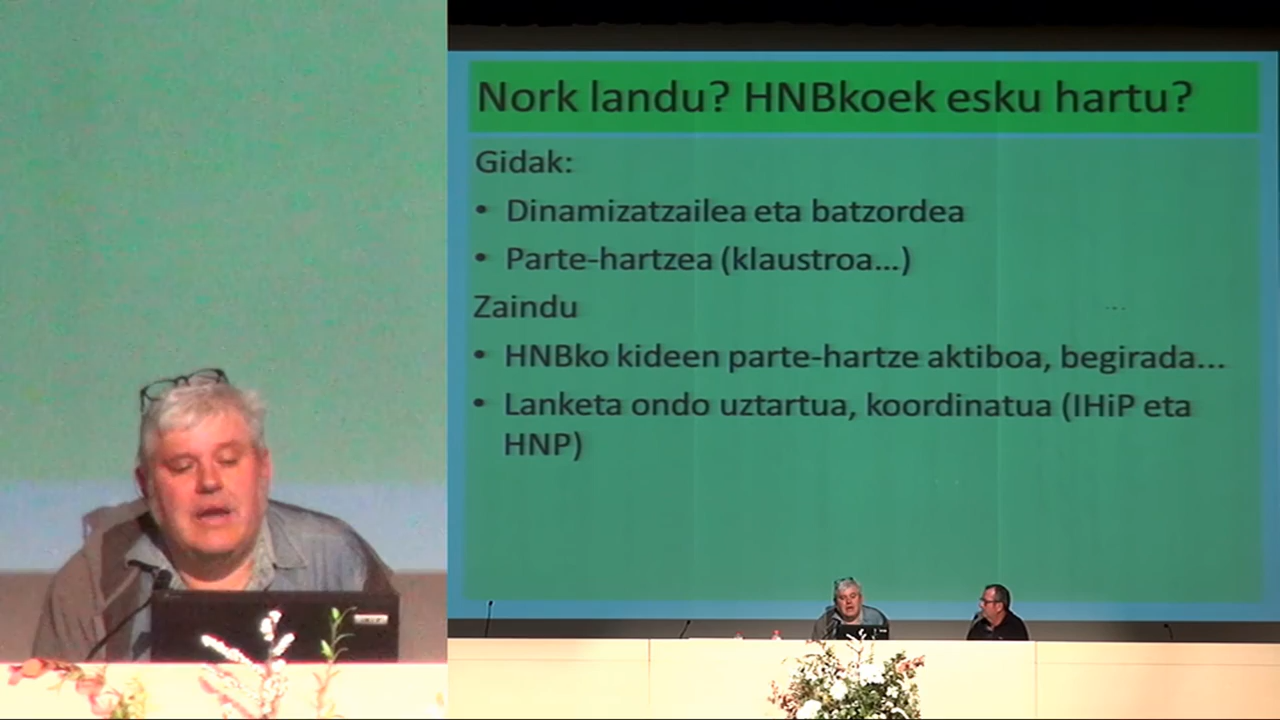 Nork landu? HNBkoek esku hartu?
Gidak:
• Dinamizatzailea eta batzordea
• Parte-hartzea (klaustroa...)
Zaindu
• HNBko kideen parte-hartze aktiboa, begirada...
• Lanketa ondo uztartua, koordinatua (IHiP eta
HNP)